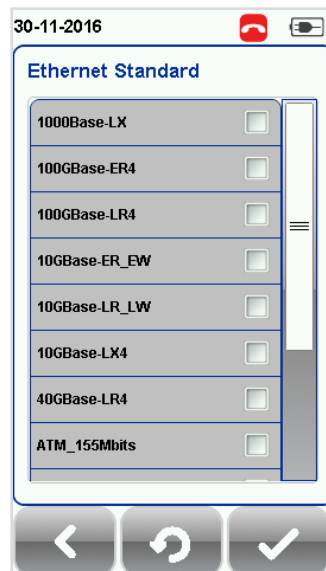 30-11-2016
Ethernet Standard
1000Base-LX
100GBase-ER4
100GBase-LR4
10GBase-ER_EW
10GBase-LR_LW
10GBase-LX4
40GBase-LR4
ATM_155Mbits